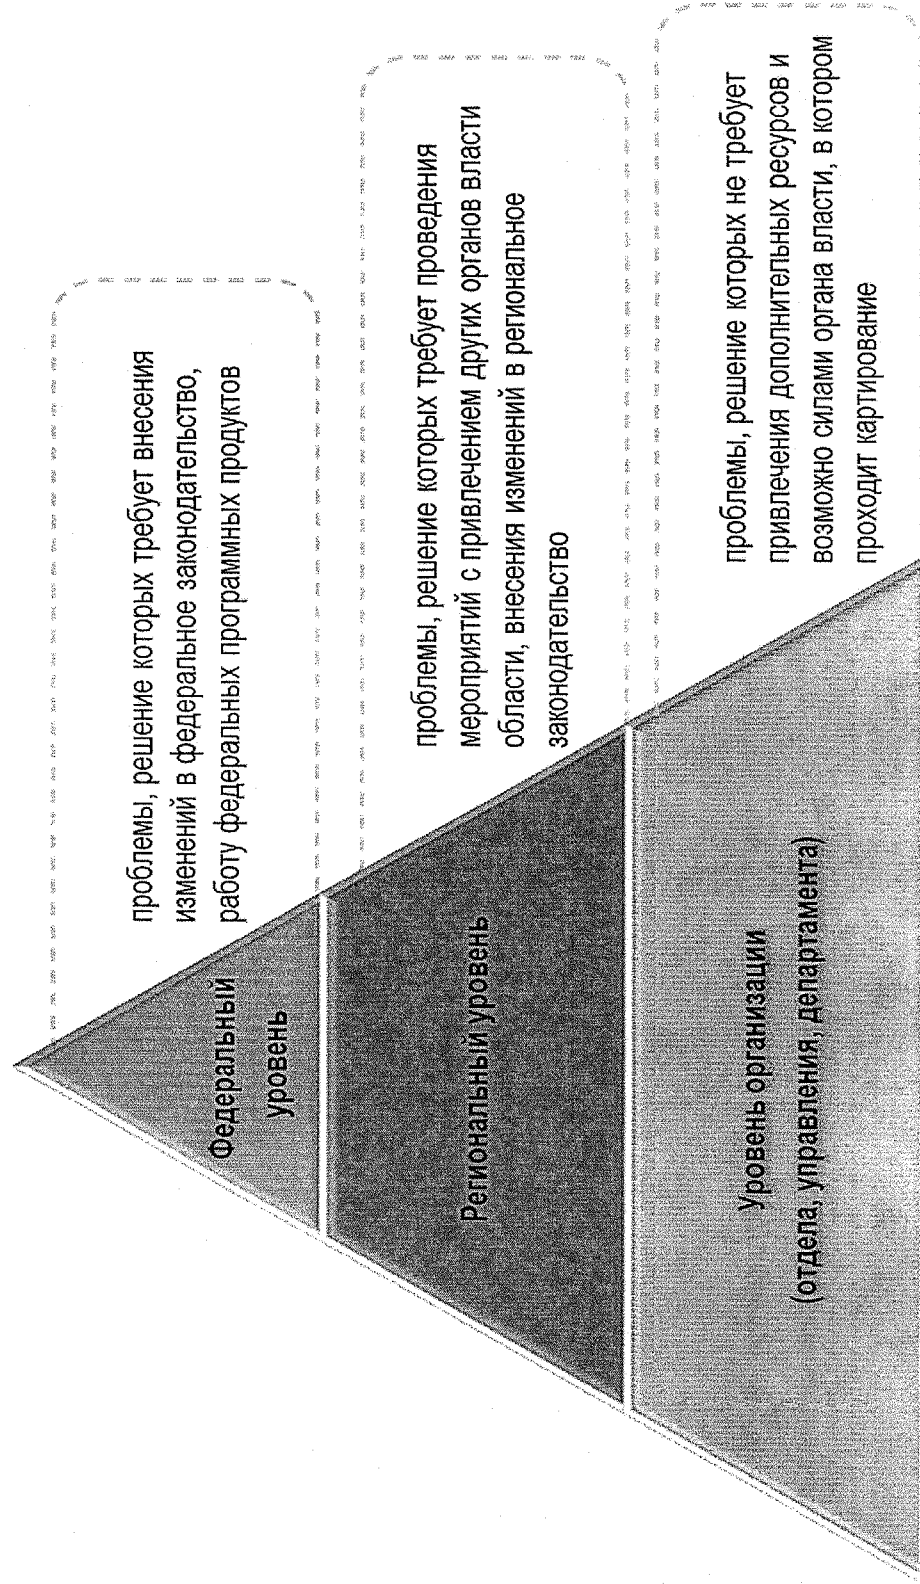 Федеральный
уровень
проблемы, решение которых требует внесения
изменений в федеральное законодательство,
работу федеральных программных продуктов
Региональный уровень
проблемы, решение которых требует проведения
мероприятий с привлечением других органов власти
области, внесения изменений в региональное
законодательство
Уровень организации
(отдела, управления, департамента)
проблемы, решение которых не требует
привлечения дополнительных ресурсов и
возможно силами органа власти, в котором
проходит картирование